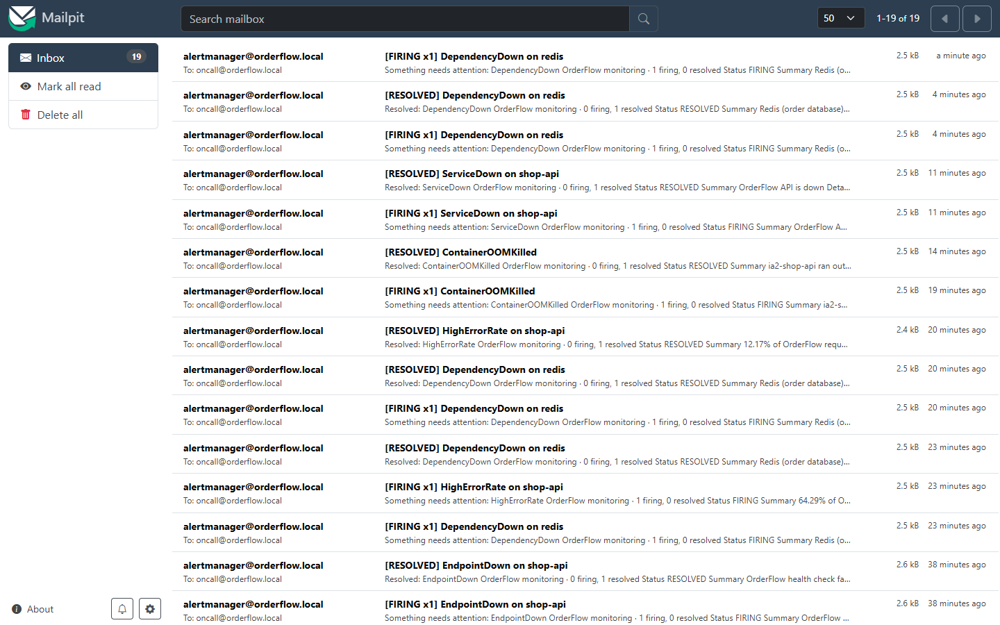 Mailpit
Search mailbox
50
1-19 of 19
Inbox 19
Mark all read
Delete all
alertmanager@orderflow.local [FIRING x1] DependencyDown on redis 2.5 kB a minute ago
To: oncall@orderflow.local Something needs attention: DependencyDown OrderFlow monitoring · 1 firing, 0 resolved Status FIRING Summary Redis (o...
alertmanager@orderflow.local [RESOLVED] DependencyDown on redis 2.5 kB 4 minutes ago
To: oncall@orderflow.local Resolved: DependencyDown OrderFlow monitoring · 0 firing, 1 resolved Status RESOLVED Summary Redis (order database)...
alertmanager@orderflow.local [FIRING x1] DependencyDown on redis 2.5 kB 4 minutes ago
To: oncall@orderflow.local Something needs attention: DependencyDown OrderFlow monitoring · 1 firing, 0 resolved Status FIRING Summary Redis (o...
alertmanager@orderflow.local [RESOLVED] ServiceDown on shop-api 2.5 kB 11 minutes ago
To: oncall@orderflow.local Resolved: ServiceDown OrderFlow monitoring · 0 firing, 1 resolved Status RESOLVED Summary OrderFlow API is down Deta...
alertmanager@orderflow.local [FIRING x1] ServiceDown on shop-api 2.5 kB 11 minutes ago
To: oncall@orderflow.local Something needs attention: ServiceDown OrderFlow monitoring · 1 firing, 0 resolved Status FIRING Summary OrderFlow A...
alertmanager@orderflow.local [RESOLVED] ContainerOOMKilled 2.5 kB 14 minutes ago
To: oncall@orderflow.local Resolved: ContainerOOMKilled OrderFlow monitoring · 0 firing, 1 resolved Status RESOLVED Summary ia2-shop-api ran out...
alertmanager@orderflow.local [FIRING x1] ContainerOOMKilled 2.5 kB 19 minutes ago
To: oncall@orderflow.local Something needs attention: ContainerOOMKilled OrderFlow monitoring · 1 firing, 0 resolved Status FIRING Summary ia2-s...
alertmanager@orderflow.local [RESOLVED] HighErrorRate on shop-api 2.4 kB 20 minutes ago
To: oncall@orderflow.local Resolved: HighErrorRate OrderFlow monitoring · 0 firing, 1 resolved Status RESOLVED Summary 12.17% of OrderFlow requ...
alertmanager@orderflow.local [RESOLVED] DependencyDown on redis 2.5 kB 20 minutes ago
To: oncall@orderflow.local Resolved: DependencyDown OrderFlow monitoring · 0 firing, 1 resolved Status RESOLVED Summary Redis (order database)...
alertmanager@orderflow.local [FIRING x1] DependencyDown on redis 2.5 kB 20 minutes ago
To: oncall@orderflow.local Something needs attention: DependencyDown OrderFlow monitoring · 1 firing, 0 resolved Status FIRING Summary Redis (o...
alertmanager@orderflow.local [RESOLVED] DependencyDown on redis 2.5 kB 23 minutes ago
To: oncall@orderflow.local Resolved: DependencyDown OrderFlow monitoring · 0 firing, 1 resolved Status RESOLVED Summary Redis (order database)...
alertmanager@orderflow.local [FIRING x1] HighErrorRate on shop-api 2.5 kB 23 minutes ago
To: oncall@orderflow.local Something needs attention: HighErrorRate OrderFlow monitoring · 1 firing, 0 resolved Status FIRING Summary 64.29% of O...
alertmanager@orderflow.local [FIRING x1] DependencyDown on redis 2.5 kB 23 minutes ago
To: oncall@orderflow.local Something needs attention: DependencyDown OrderFlow monitoring · 1 firing, 0 resolved Status FIRING Summary Redis (o...
alertmanager@orderflow.local [RESOLVED] EndpointDown on shop-api 2.6 kB 38 minutes ago
To: oncall@orderflow.local Resolved: EndpointDown OrderFlow monitoring · 0 firing, 1 resolved Status RESOLVED Summary OrderFlow health check fa...
alertmanager@orderflow.local [FIRING x1] EndpointDown on shop-api 2.6 kB 38 minutes ago
To: oncall@orderflow.local Something needs attention: EndpointDown OrderFlow monitoring · 1 firing, 0 resolved Status FIRING Summary OrderFlow ...
About